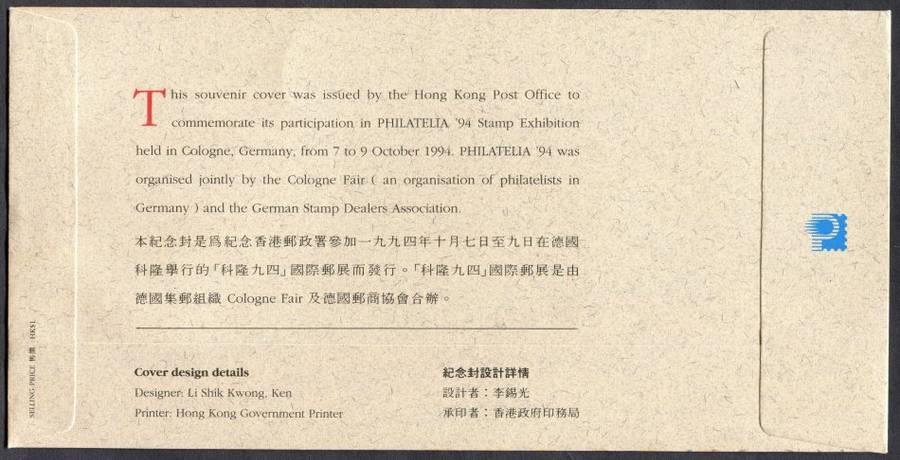 This souvenir cover was issued by the Hong Kong Post Office to
commemorate its participation in PHILATELIA '94 Stamp Exhibition
held in Cologne, Germany, from 7 to 9 October 1994. PHILATELIA '94 was
organised jointly by the Cologne Fair ( an organisation of philatelists in
Germany ) and the German Stamp Dealers Association.
本紀念封是爲紀念香港郵政署參加一九九四年十月七日至九日在德國
科隆舉行的「科隆九四」國際郵展而發行。「科隆九四」國際郵展是由
德國集郵組織 Cologne Fair 及德國郵商協會合辦。
Cover design details
Designer: Li Shik Kwong, Ken
Printer: Hong Kong Government Printer
紀念封設計詳情
設計者：李錫光
承印者：香港政府印務局
SELLING PRICE 售價：HK$1